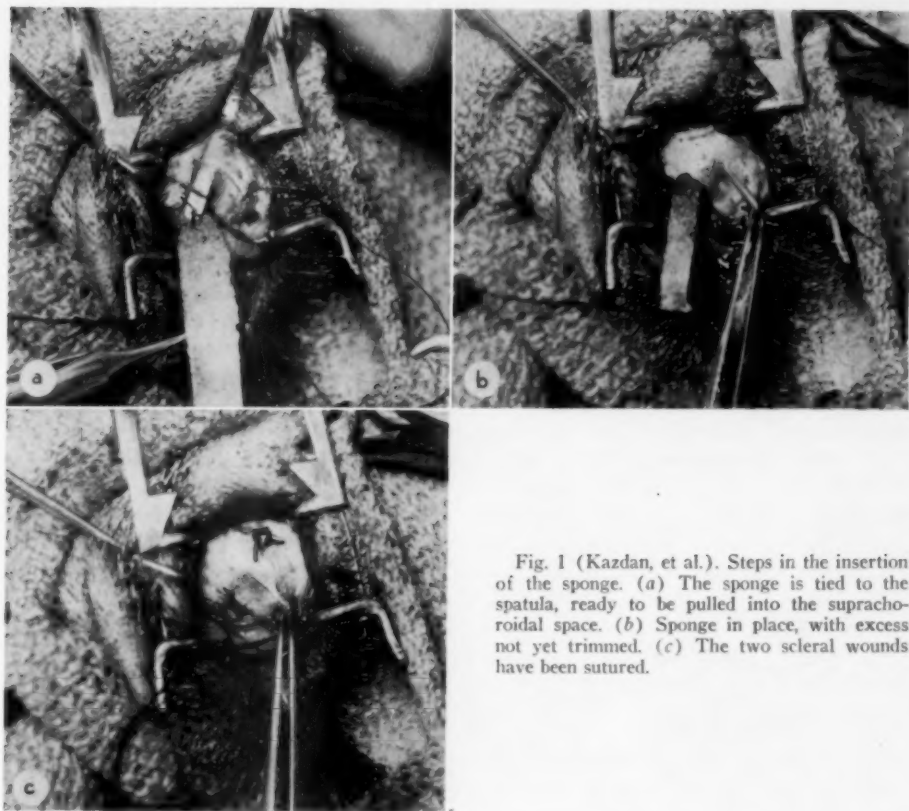 a
b
c
Fig. 1 (Kazdan, et al.). Steps in the insertion
of the sponge. (a) The sponge is tied to the
spatula, ready to be pulled into the supracho-
roidal space. (b) Sponge in place, with excess
not yet trimmed. (c) The two scleral wounds
have been sutured.